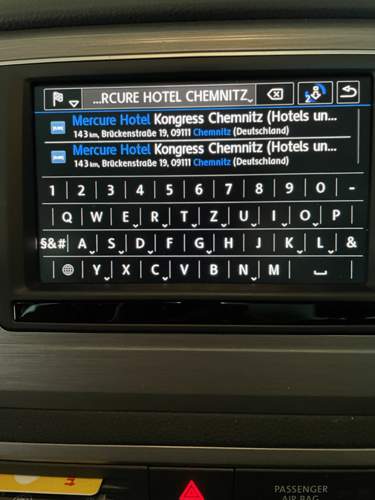 ...RCURE HOTEL CHEMNITZ
Mercure Hotel Kongress Chemnitz (Hotels un...
143 km, Brückenstraße 19, 09111 Chemnitz (Deutschland)
Mercure Hotel Kongress Chemnitz (Hotels un...
143 km, Brückenstraße 19, 09111 Chemnitz (Deutschland)
1 2 3 4 5 6 7 8 9 0 -
Q W E R T Z U I O P
§&# A S D F G H J K L &
Y X C V B N M
PASSENGER
AIR BAG